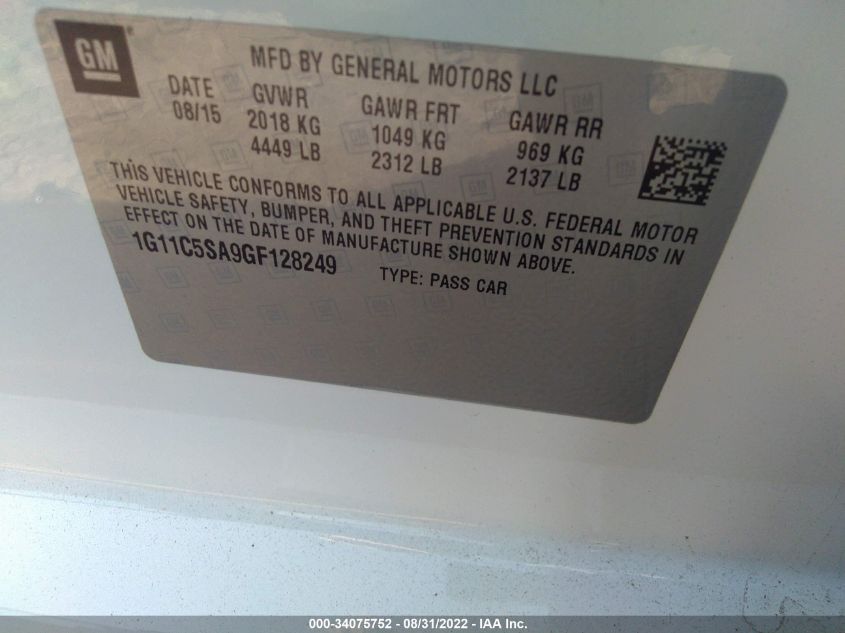 GM
MFD BY GENERAL MOTORS LLC
DATE GVWR GAWR FRT GAWR RR
08/15 2018 KG 1049 KG 969 KG
4449 LB 2312 LB 2137 LB
THIS VEHICLE CONFORMS TO ALL APPLICABLE U.S. FEDERAL MOTOR
VEHICLE SAFETY, BUMPER, AND THEFT PREVENTION STANDARDS IN
EFFECT ON THE DATE OF MANUFACTURE SHOWN ABOVE.
1G11C5SA9GF128249 TYPE: PASS CAR
000-34075752 - 08/31/2022 - IAA Inc.